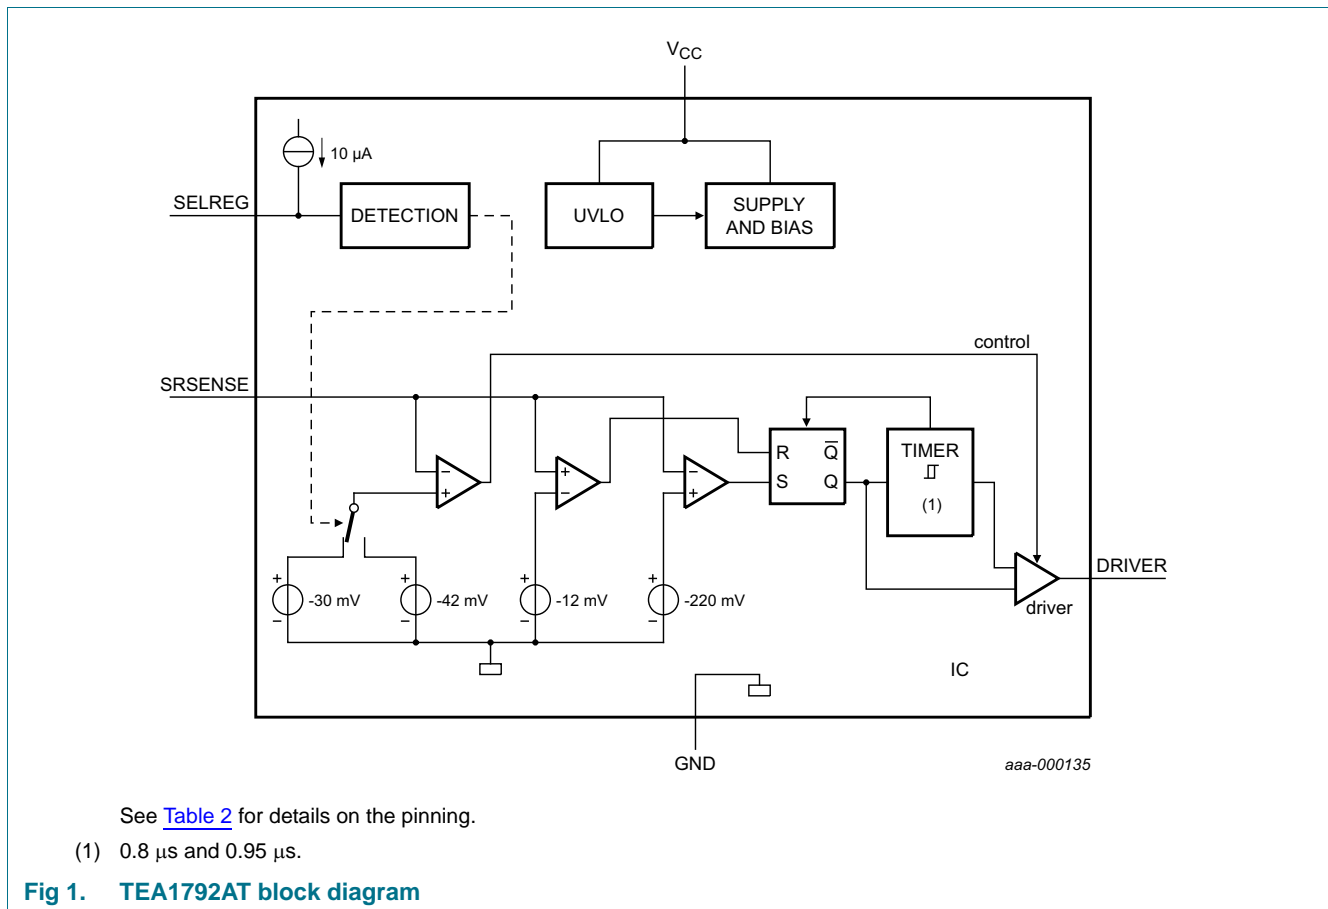 VCC
10 µA
SELREG
DETECTION
UVLO
SUPPLY
AND BIAS
control
SRSENSE
R Q̅
S Q
TIMER
(1)
- + + - - +
DRIVER
driver
+ -30 mV -
+ -42 mV -
+ -12 mV -
+ -220 mV -
IC
GND
aaa-000135
See Table 2 for details on the pinning.
(1) 0.8 µs and 0.95 µs.
Fig 1. TEA1792AT block diagram